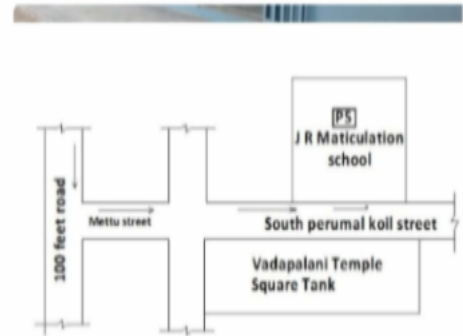 PS
J R Maticulation
school
100 feet road
Mettu street
South perumal koil street
Vadapalani Temple
Square Tank